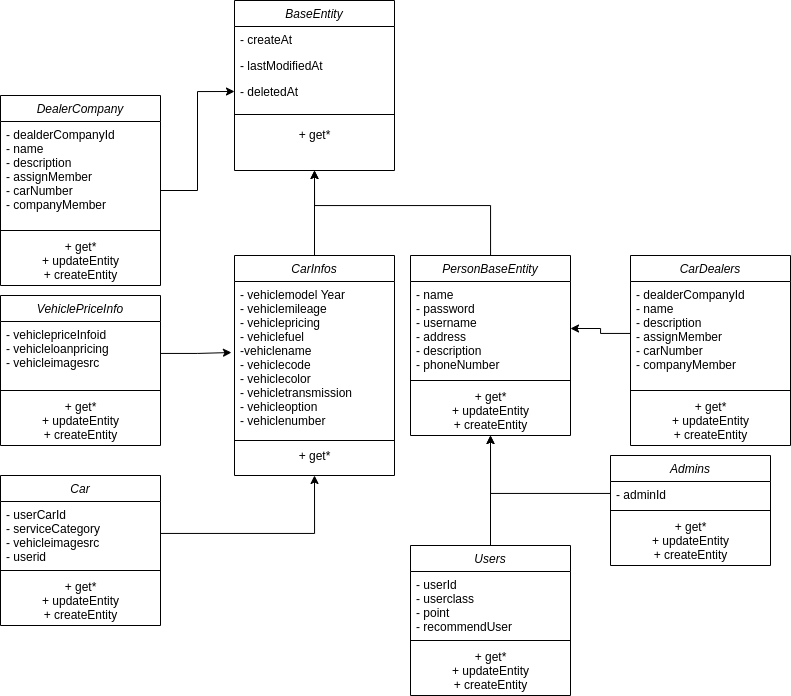 BaseEntity
- createAt
- lastModifiedAt
- deletedAt
+ get*
DealerCompany
- dealderCompanyId
- name
- description
- assignMember
- carNumber
- companyMember
+ get*
+ updateEntity
+ createEntity
VehiclePriceInfo
- vehiclepriceInfoid
- vehicleloanpricing
- vehicleimagesrc
+ get*
+ updateEntity
+ createEntity
Car
- userCarId
- serviceCategory
- vehicleimagesrc
- userid
+ get*
+ updateEntity
+ createEntity
CarInfos
- vehiclemodel Year
- vehiclemileage
- vehiclepricing
- vehiclefuel
-vehiclename
- vehiclecode
- vehiclecolor
- vehicletransmission
- vehicleoption
- vehiclenumber
+ get*
PersonBaseEntity
- name
- password
- username
- address
- description
- phoneNumber
+ get*
+ updateEntity
+ createEntity
CarDealers
- dealderCompanyId
- name
- description
- assignMember
- carNumber
- companyMember
+ get*
+ updateEntity
+ createEntity
Admins
- adminId
+ get*
+ updateEntity
+ createEntity
Users
- userId
- userclass
- point
- recommendUser
+ get*
+ updateEntity
+ createEntity